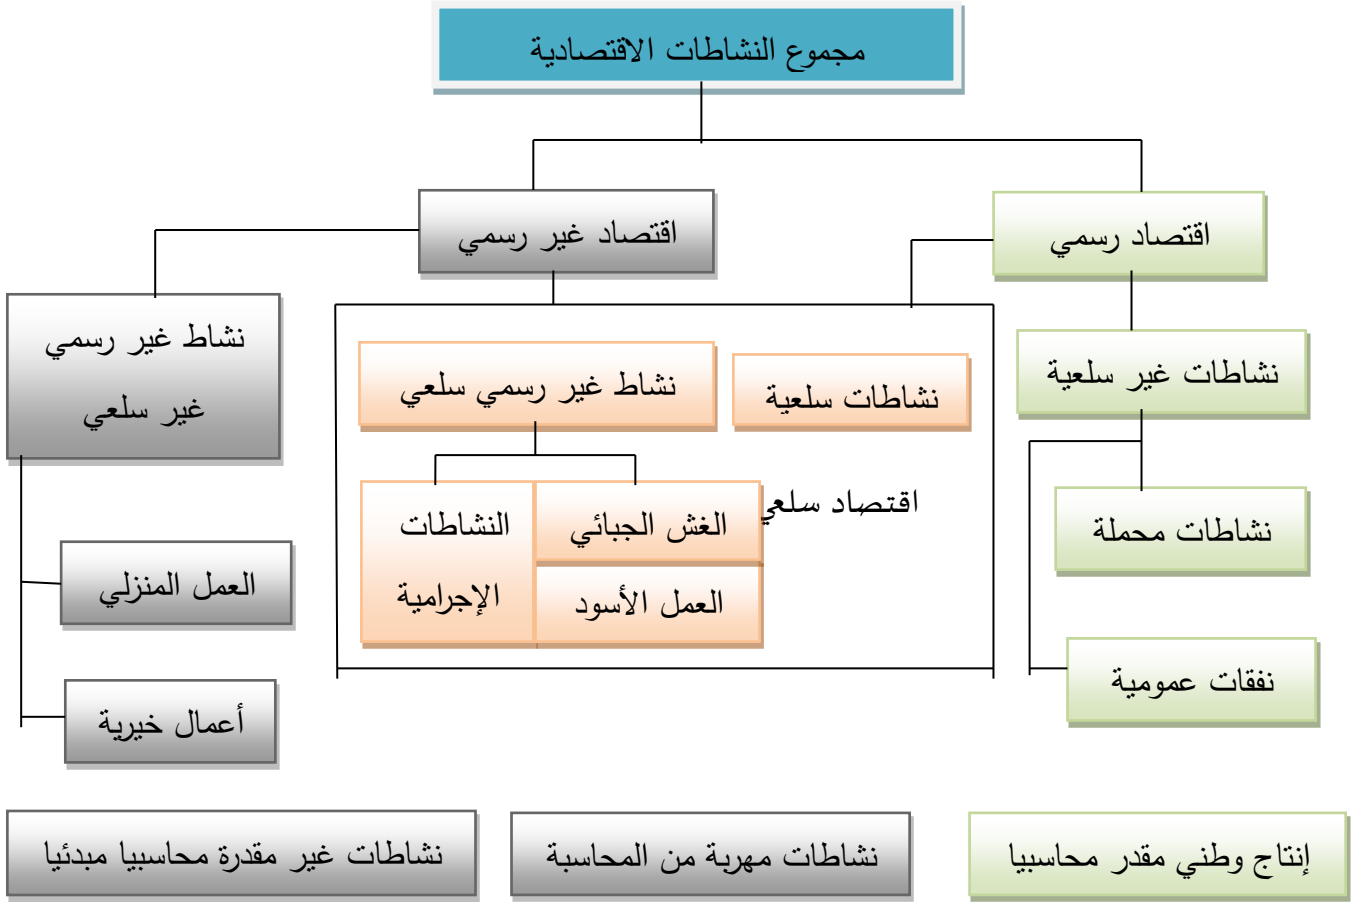 مجموع النشاطات الاقتصادية
اقتصاد رسمي
اقتصاد غير رسمي
نشاطات غير سلعية
نشاطات سلعية
نشاط غير رسمي سلعي
نشاط غير رسمي
غير سلعي
اقتصاد سلعي
نشاطات محملة
الغش الجبائي
النشاطات
الإجرامية
العمل الأسود
العمل المنزلي
نفقات عمومية
أعمال خيرية
إنتاج وطني مقدر محاسبيا
نشاطات مهربة من المحاسبة
نشاطات غير مقدرة محاسبيا مبدئيا